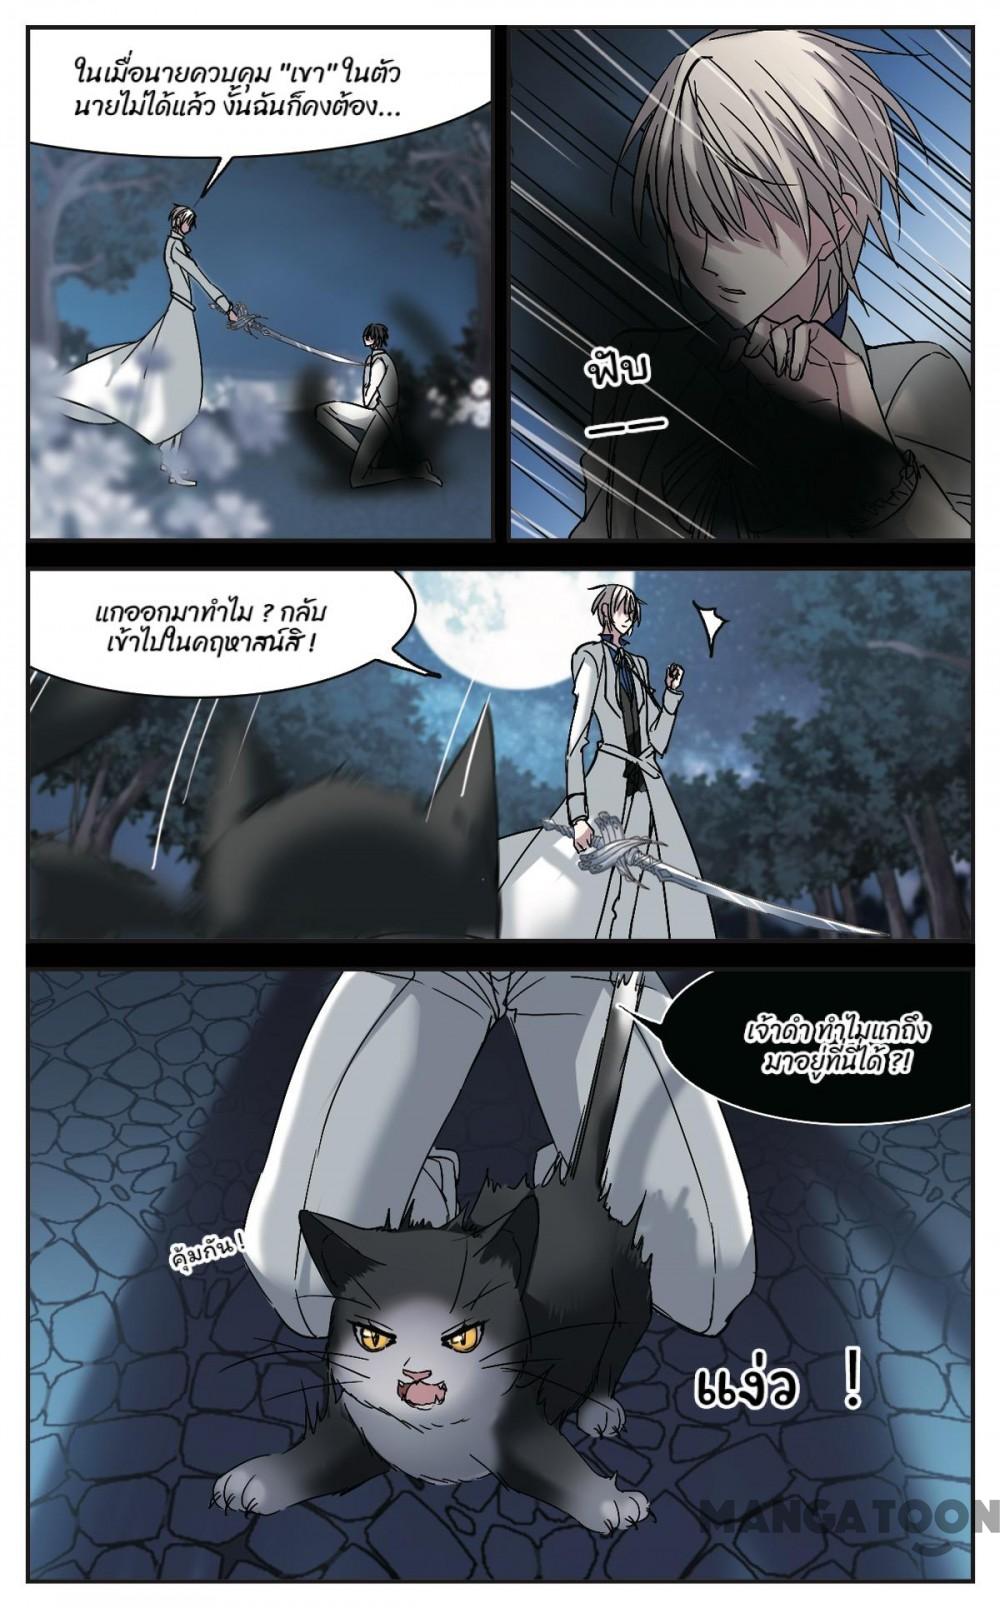 ในเมื่อนายควบคุม "เขา" ในตัว
นายไม่ได้แล้ว งั้นฉันก็คงต้อง...
ฟับ
——
แกออกมาทำไม ? กลับ
เข้าไปในคฤหาสน์สิ !
เจ้าดำ ทำไมแกถึง
มาอยู่ที่นี่ได้ ?!
คุ้มกัน !
แง่ว !
MANGATOON